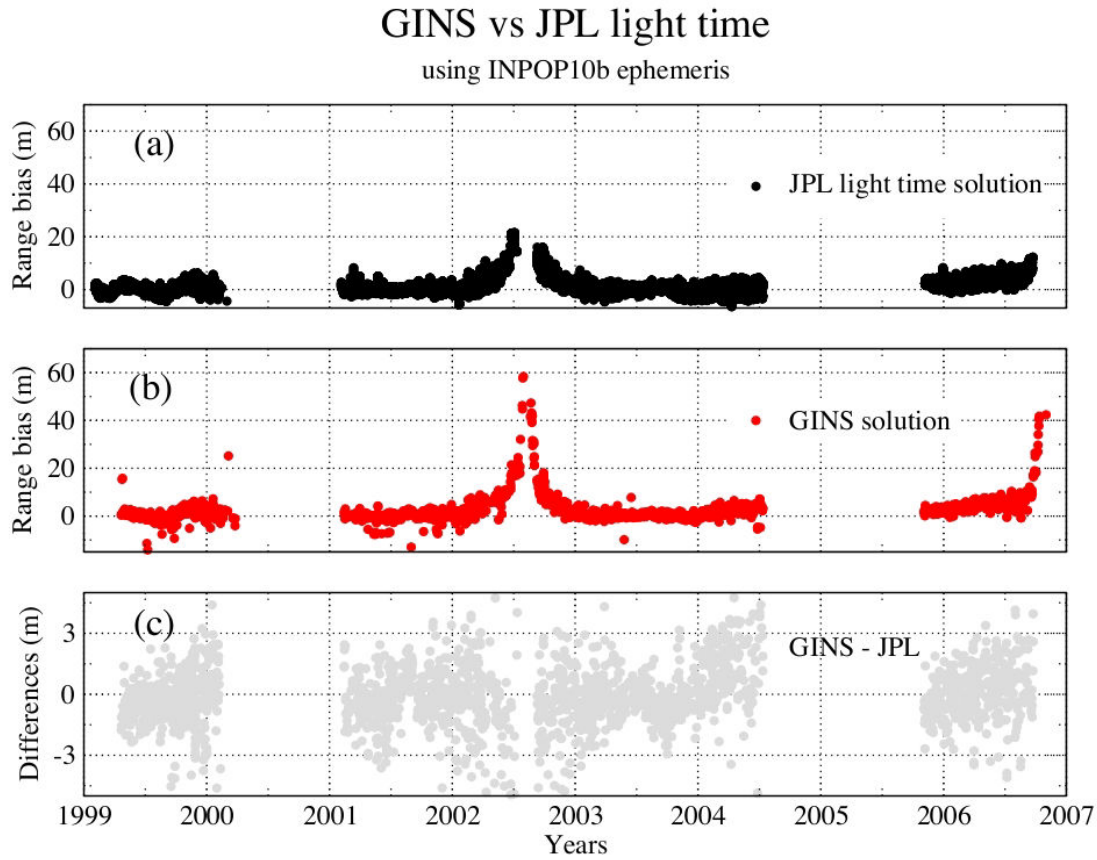 GINS vs JPL light time
using INPOP10b ephemeris
(a)
JPL light time solution
Range bias (m)
60
40
20
0
(b)
GINS solution
Range bias (m)
60
40
20
0
(c)
GINS - JPL
Differences (m)
3
0
-3
1999 2000 2001 2002 2003 2004 2005 2006 2007
Years